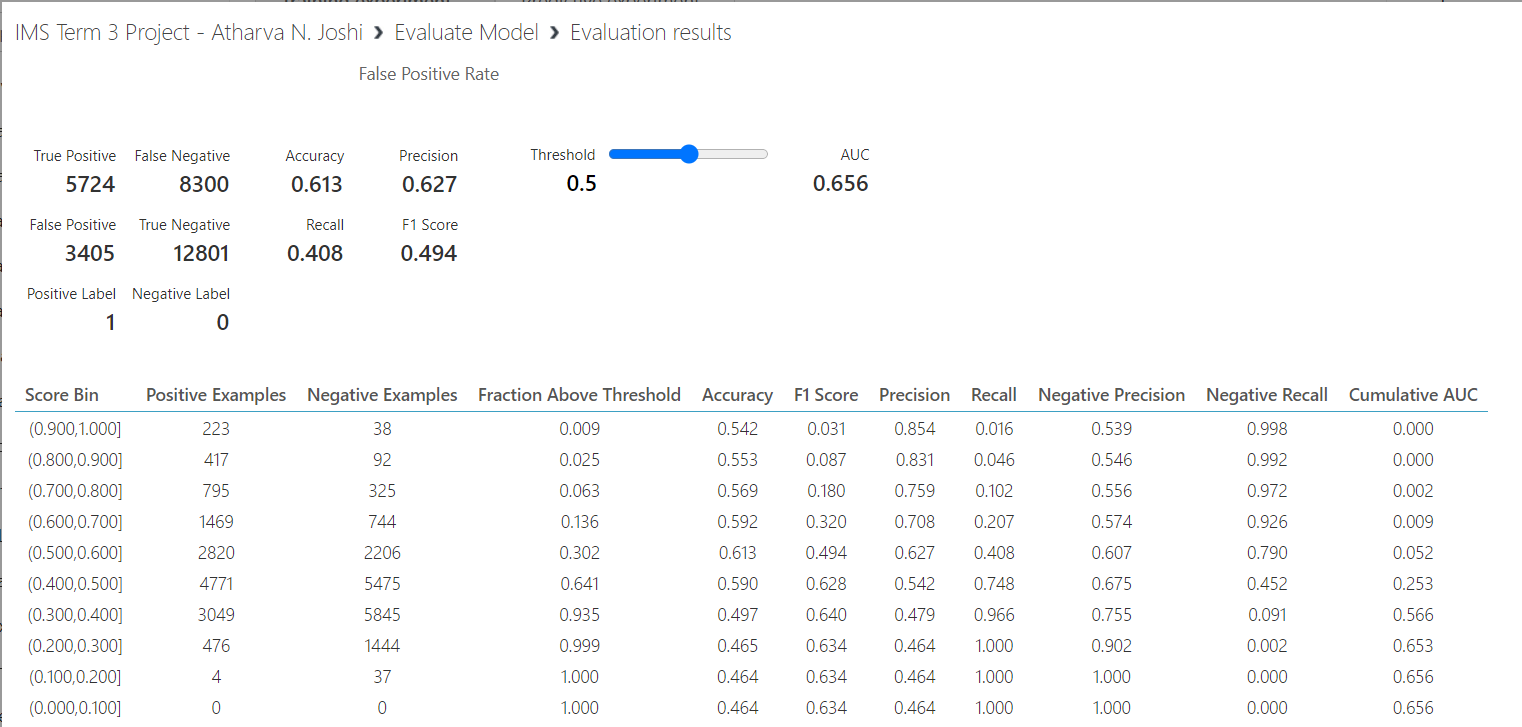 IMS Term 3 Project - Atharva N. Joshi › Evaluate Model › Evaluation results
False Positive Rate
True Positive False Negative Accuracy Precision Threshold AUC
5724 8300 0.613 0.627 0.5 0.656
False Positive True Negative Recall F1 Score
3405 12801 0.408 0.494
Positive Label Negative Label
1 0
Score Bin Positive Examples Negative Examples Fraction Above Threshold Accuracy F1 Score Precision Recall Negative Precision Negative Recall Cumulative AUC
(0.900,1.000] 223 38 0.009 0.542 0.031 0.854 0.016 0.539 0.998 0.000
(0.800,0.900] 417 92 0.025 0.553 0.087 0.831 0.046 0.546 0.992 0.000
(0.700,0.800] 795 325 0.063 0.569 0.180 0.759 0.102 0.556 0.972 0.002
(0.600,0.700] 1469 744 0.136 0.592 0.320 0.708 0.207 0.574 0.926 0.009
(0.500,0.600] 2820 2206 0.302 0.613 0.494 0.627 0.408 0.607 0.790 0.052
(0.400,0.500] 4771 5475 0.641 0.590 0.628 0.542 0.748 0.675 0.452 0.253
(0.300,0.400] 3049 5845 0.935 0.497 0.640 0.479 0.966 0.755 0.091 0.566
(0.200,0.300] 476 1444 0.999 0.465 0.634 0.464 1.000 0.902 0.002 0.653
(0.100,0.200] 4 37 1.000 0.464 0.634 0.464 1.000 1.000 0.000 0.656
(0.000,0.100] 0 0 1.000 0.464 0.634 0.464 1.000 1.000 0.000 0.656